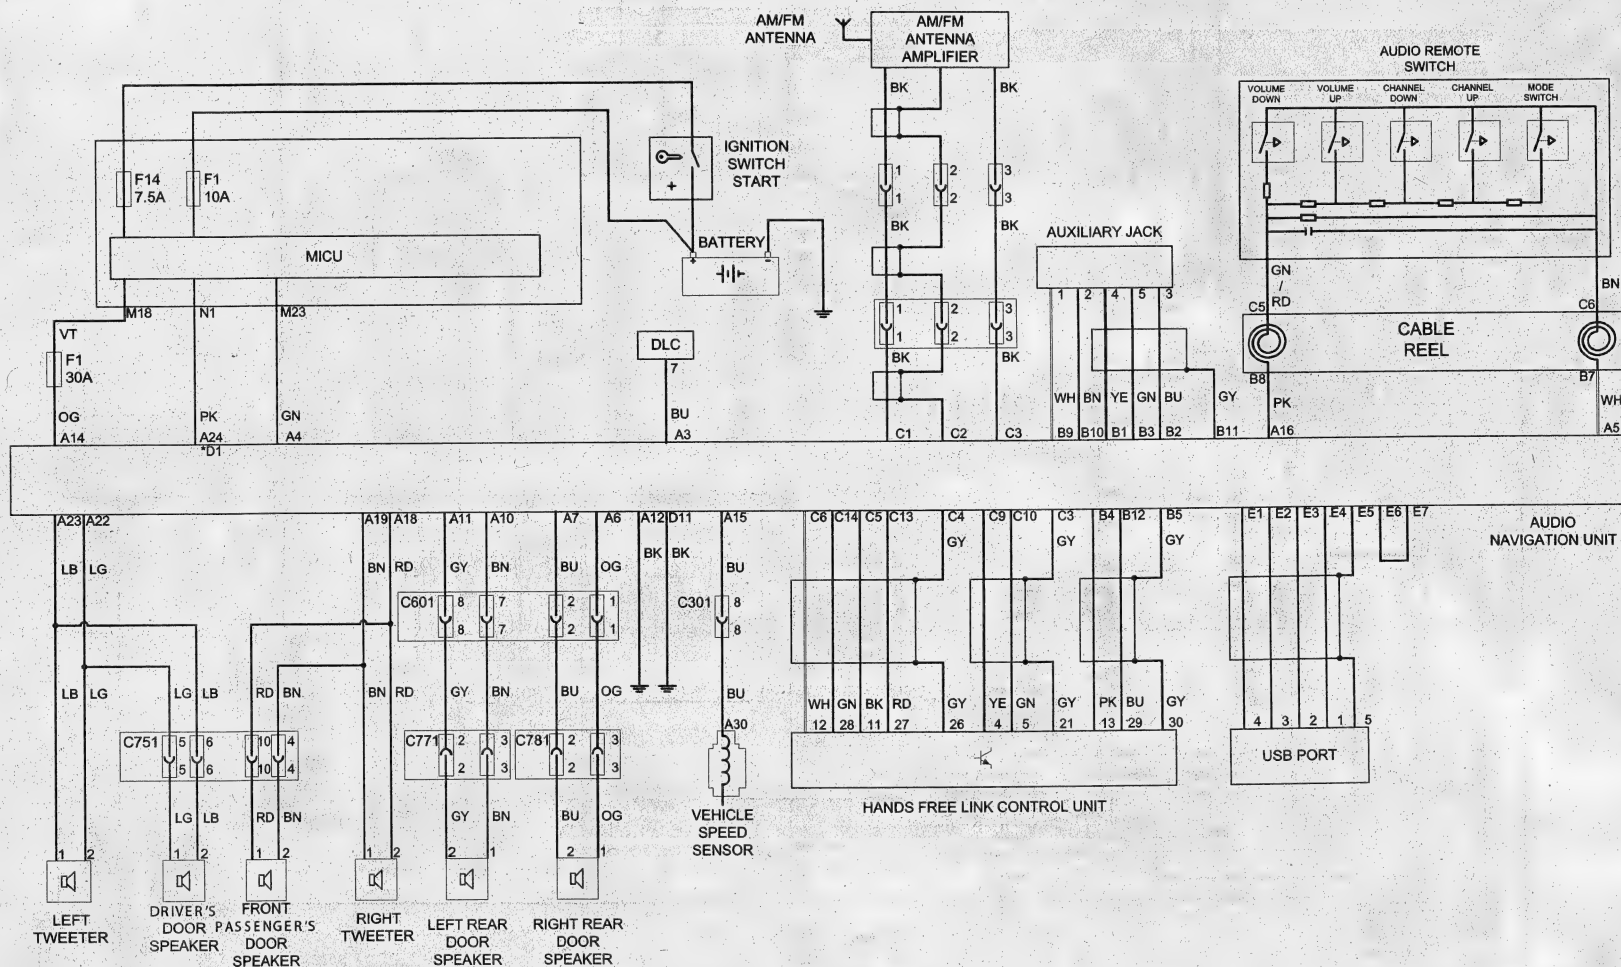 AM/FM
ANTENNA
AM/FM
ANTENNA
AMPLIFIER
BK BK
1 2 3
1 2 3
BK BK
1 2 3
1 2 3
BK BK
C1 C2 C3
AUDIO REMOTE
SWITCH
VOLUME
DOWN
VOLUME
UP
CHANNEL
DOWN
CHANNEL
UP
MODE
SWITCH
GN
/
RD
BN
C5 C6
CABLE
REEL
B8 B7
PK WH
A16 A5
IGNITION
SWITCH
START
+
F14
7.5A
F1
10A
MICU
BATTERY
+ -
M18 N1 M23
VT
F1
30A
OG PK GN
A14 A24 A4
*D1
DLC
7
BU
A3
AUXILIARY JACK
1 2 4 5 3
WH BN YE GN BU GY
B9 B10 B1 B3 B2 B11
AUDIO
NAVIGATION UNIT
A23 A22 A19 A18 A11 A10 A7 A6 A12 D11 A15
C6 C14 C5 C13 C4 C9 C10 C3 B4 B12 B5
E1 E2 E3 E4 E5 E6 E7
LB LG BN RD GY BN BU OG BK BK BU
GY GY GY
C601 8 7 2 1
8 7 2 1
C301 8
8
LB LG LG LB RD BN BN RD GY BN BU OG BU
WH GN BK RD GY YE GN GY PK BU GY
12 28 11 27 26 4 5 21 13 29 30
4 3 2 1 5
USB PORT
HANDS FREE LINK CONTROL UNIT
A30
VEHICLE
SPEED
SENSOR
C751 5 6 10 4
5 6 10 4
C771 2 3
2 3
C781 2 3
2 3
LG LB RD BN GY BN BU OG
1 2 1 2 1 2 1 2 2 1 2 1
LEFT
TWEETER
DRIVER'S
DOOR
SPEAKER
FRONT
PASSENGER'S
DOOR
SPEAKER
RIGHT
TWEETER
LEFT REAR
DOOR
SPEAKER
RIGHT REAR
DOOR
SPEAKER